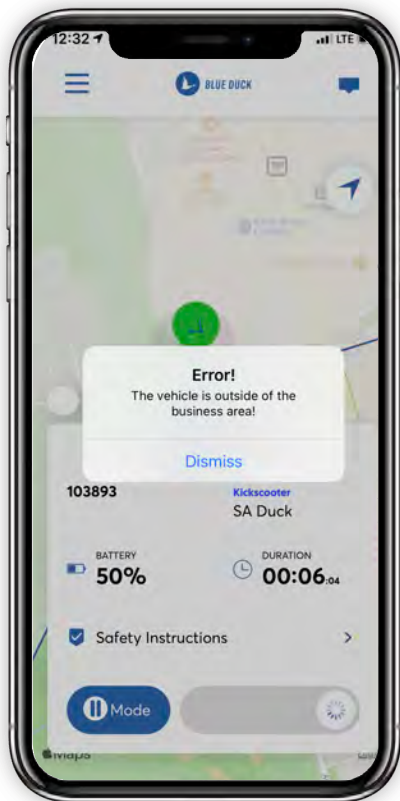 12:32
LTE
BLUE DUCK
Error!
The vehicle is outside of the
business area!
Dismiss
103893
Kickscooter
SA Duck
BATTERY
50%
DURATION
00:06:04
Safety Instructions
Mode
Maps